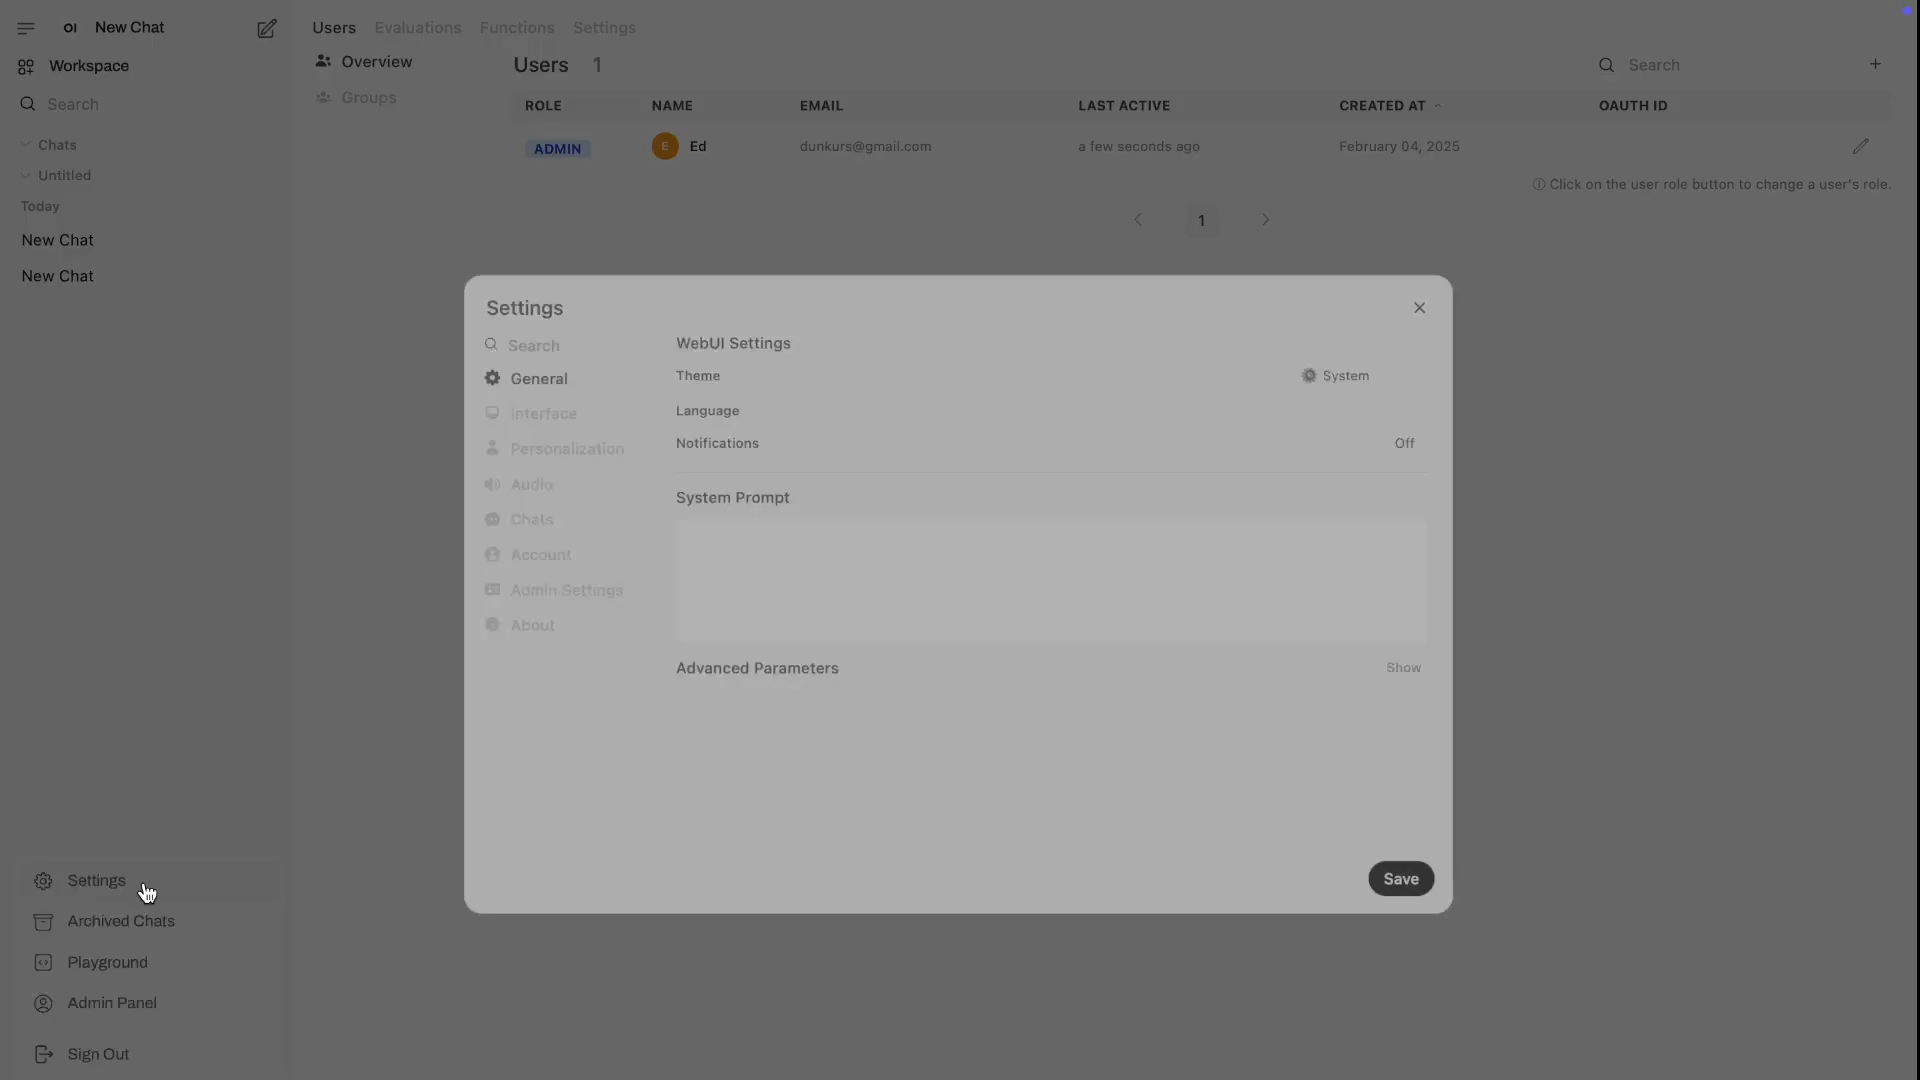 OI New Chat
Workspace
Search
Chats
Untitled
Today
New Chat
New Chat
Settings
Archived Chats
Playground
Admin Panel
Sign Out
Users Evaluations Functions Settings
Overview
Groups
Users 1
Search
ROLE NAME EMAIL LAST ACTIVE CREATED AT OAUTH ID
ADMIN E Ed dunkurs@gmail.com a few seconds ago February 04, 2025
Click on the user role button to change a user's role.
1
Settings
Search
General
Interface
Personalization
Audio
Chats
Account
Admin Settings
About
WebUI Settings
Theme System
Language
Notifications Off
System Prompt
Advanced Parameters Show
Save